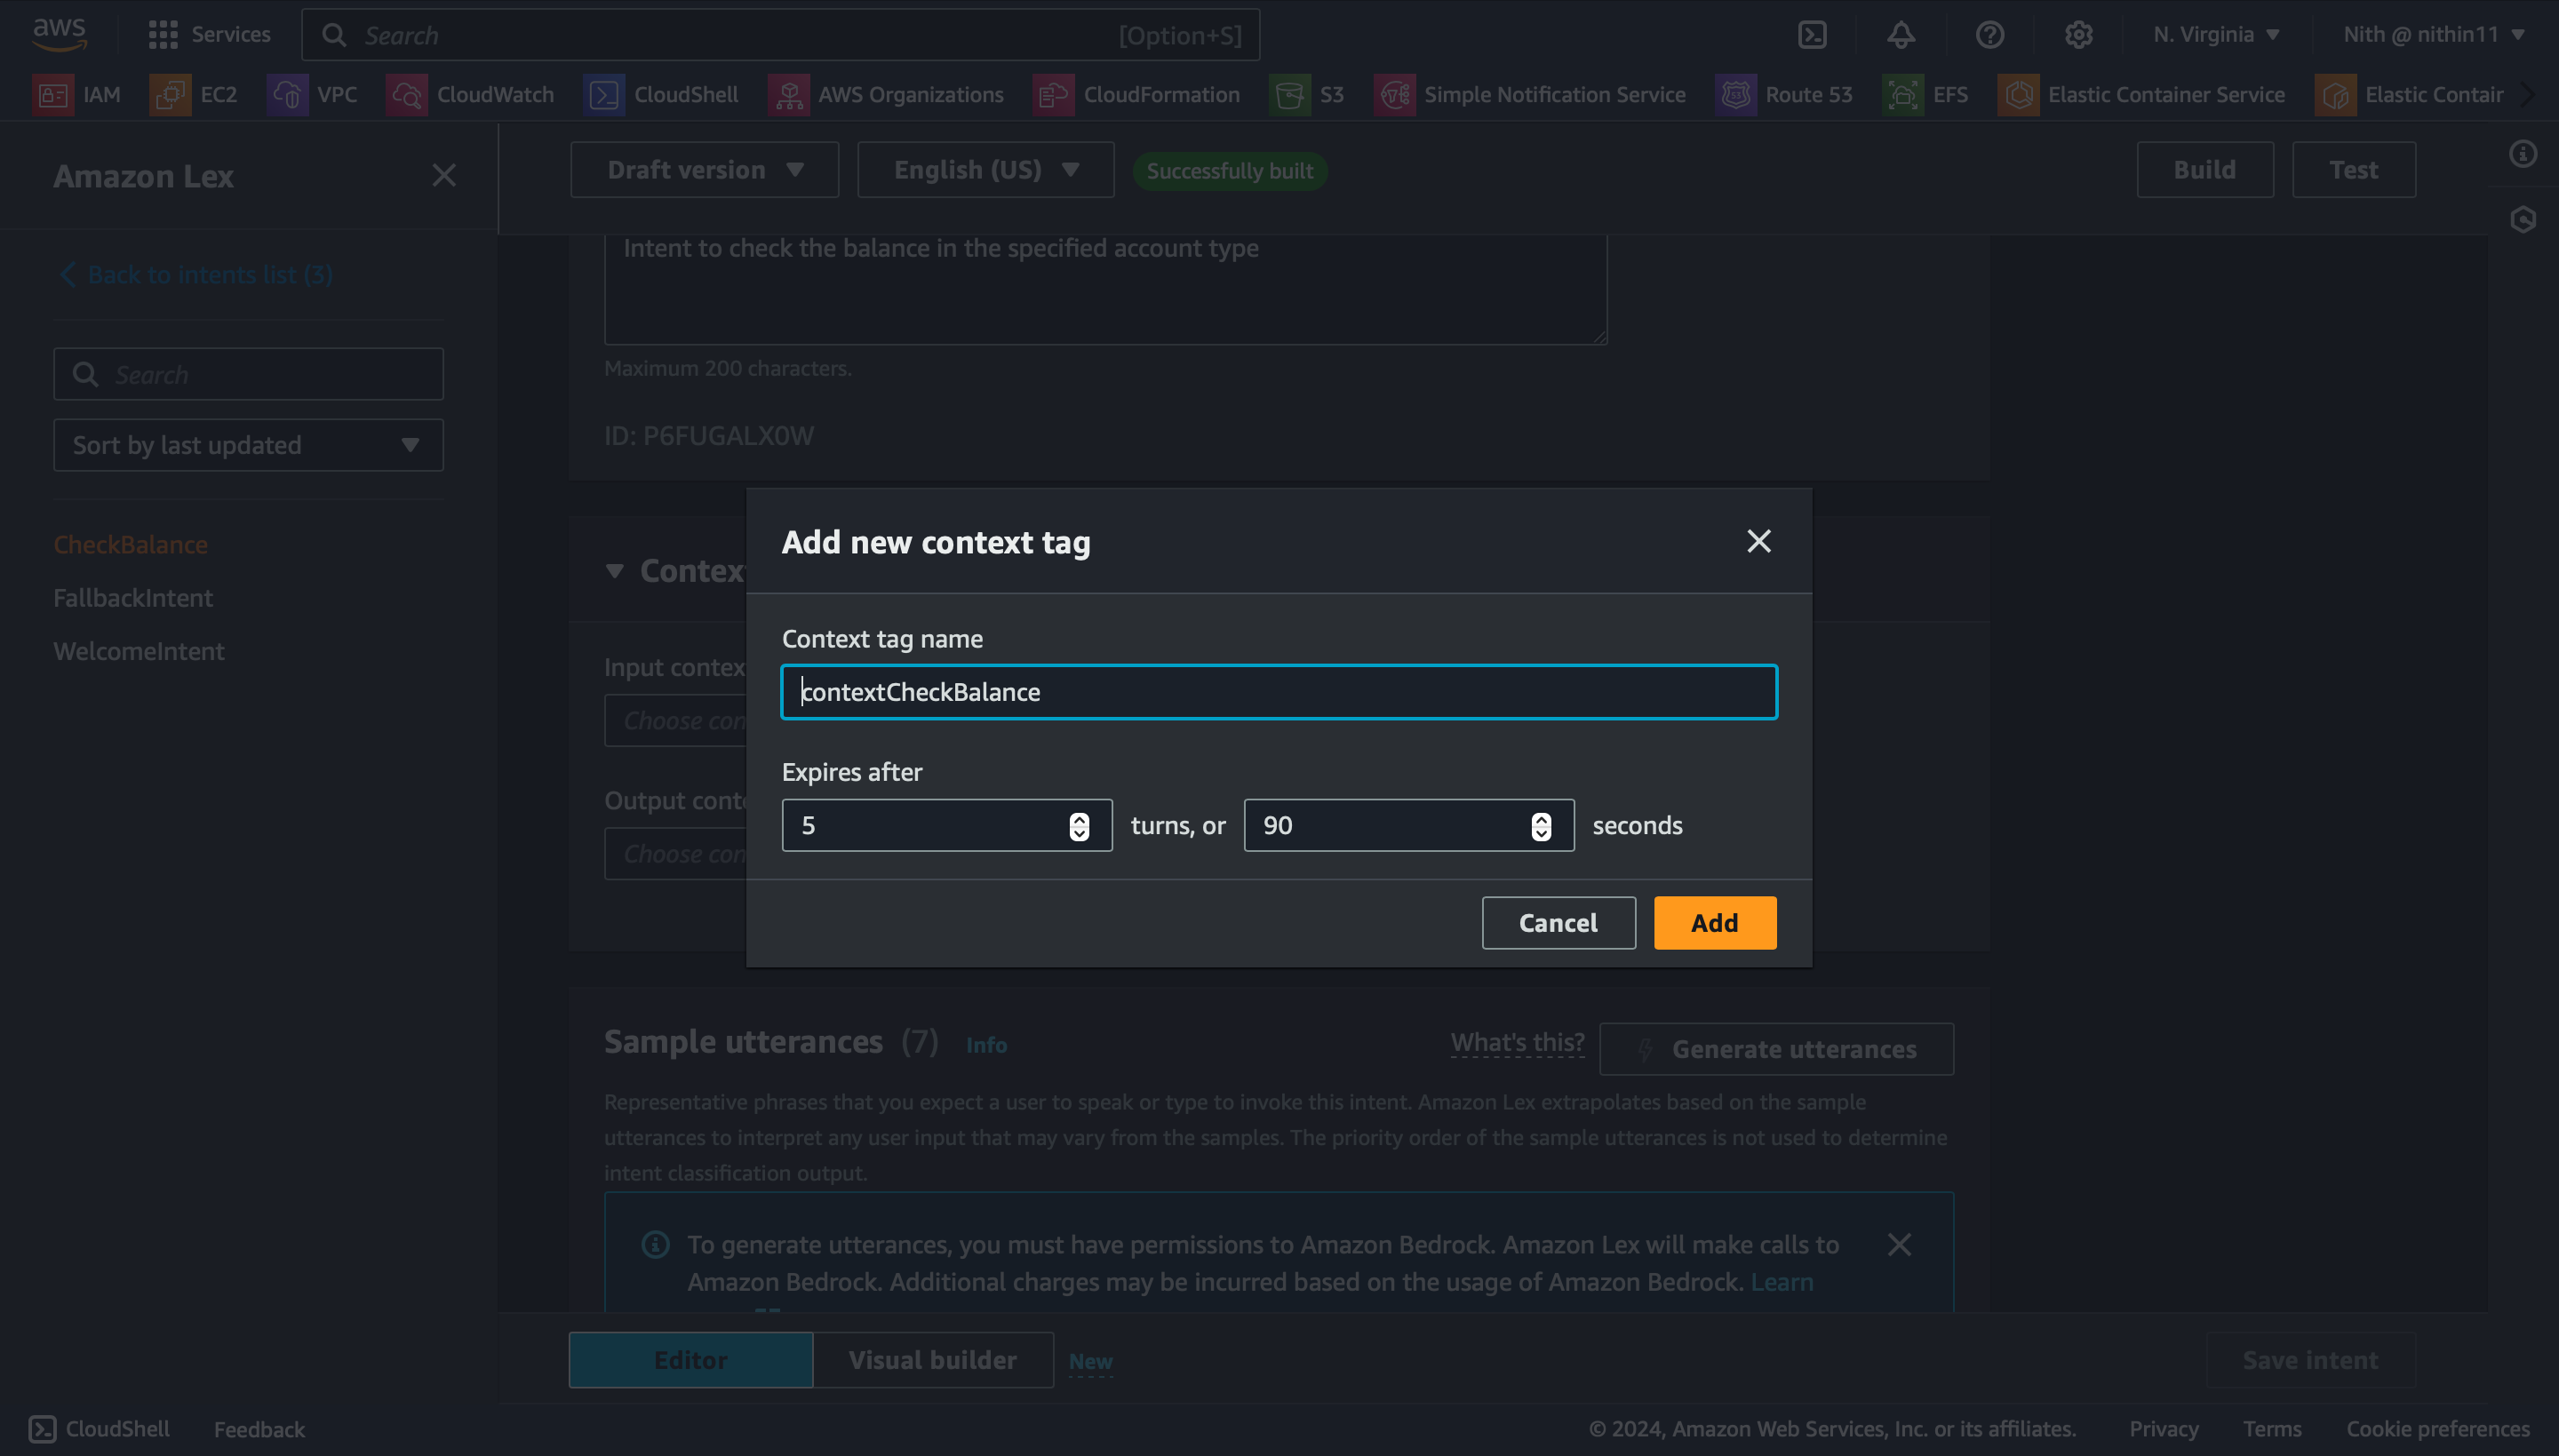 aws
Services
Search
[Option+S]
N. Virginia
Nith @ nithin11
IAM
EC2
VPC
CloudWatch
CloudShell
AWS Organizations
CloudFormation
S3
Simple Notification Service
Route 53
EFS
Elastic Container Service
Elastic Contair
Amazon Lex
Draft version
English (US)
Successfully built
Build
Test
Back to intents list (3)
Search
Sort by last updated
CheckBalance
FallbackIntent
WelcomeIntent
Intent to check the balance in the specified account type
Maximum 200 characters.
ID: P6FUGALX0W
Context
Input contex
Choose con
Output conte
Choose con
Add new context tag
Context tag name
contextCheckBalance
Expires after
5
turns, or
90
seconds
Cancel
Add
Sample utterances (7) Info
What's this?
Generate utterances
Representative phrases that you expect a user to speak or type to invoke this intent. Amazon Lex extrapolates based on the sample
utterances to interpret any user input that may vary from the samples. The priority order of the sample utterances is not used to determine
intent classification output.
To generate utterances, you must have permissions to Amazon Bedrock. Amazon Lex will make calls to
Amazon Bedrock. Additional charges may be incurred based on the usage of Amazon Bedrock. Learn
Editor
Visual builder
New
Save intent
CloudShell
Feedback
© 2024, Amazon Web Services, Inc. or its affiliates.
Privacy
Terms
Cookie preferences